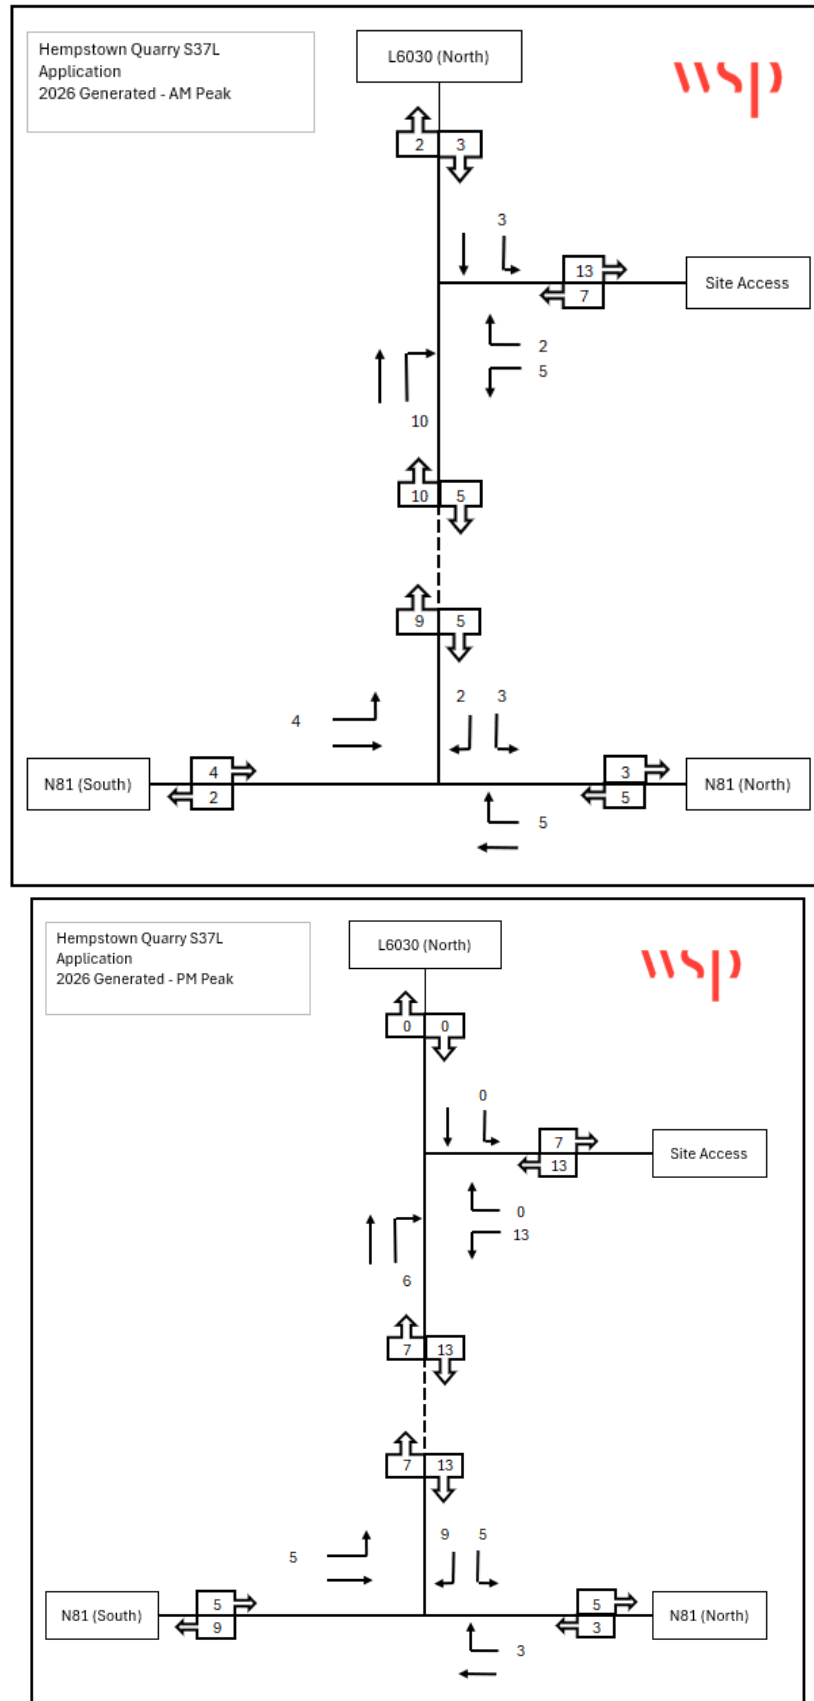 Hempstown Quarry S37L
Application
2026 Generated - AM Peak
L6030 (North)
wsp
2 3
3
13
7
Site Access
2
5
10
10 5
9 5
4
2 3
N81 (South)
4
2
3
5
N81 (North)
5
Hempstown Quarry S37L
Application
2026 Generated - PM Peak
L6030 (North)
wsp
0 0
0
7
13
Site Access
0
13
6
7 13
7 13
5
9 5
N81 (South)
5
9
5
3
N81 (North)
3